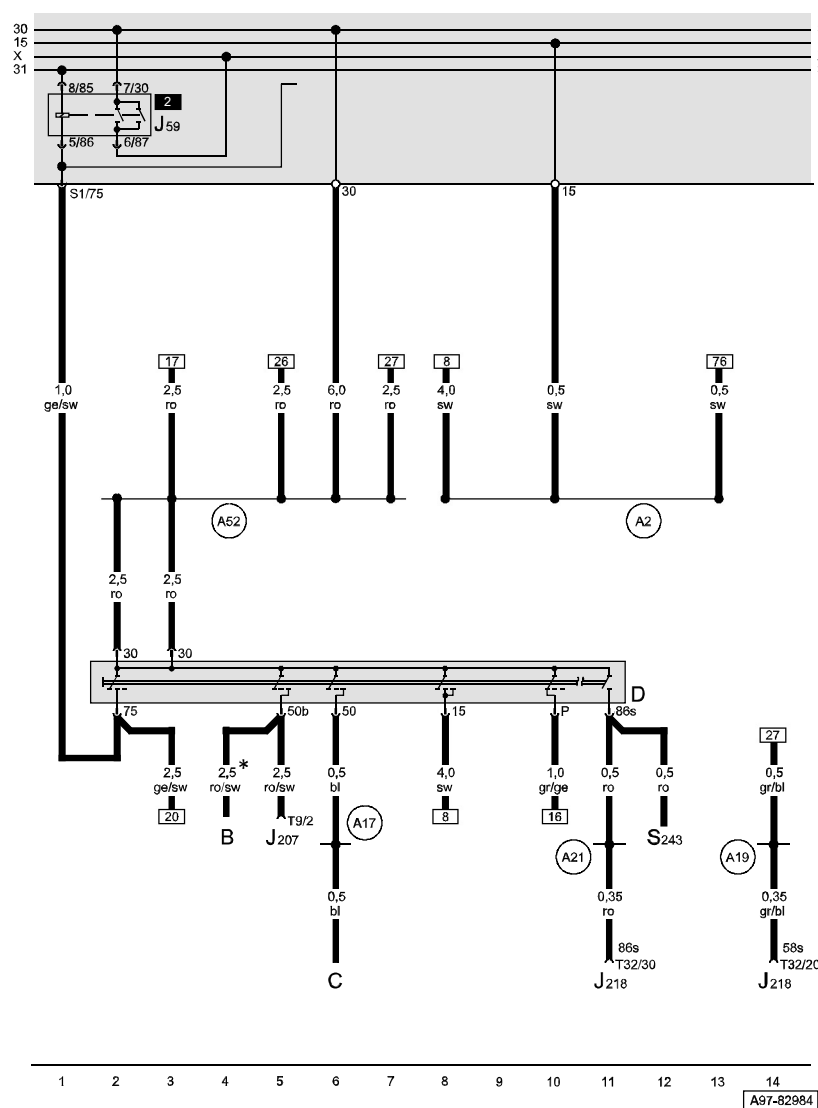 30
15
X
31
8/85 7/30
2
J59
5/86 6/87
S1/75 30 15
17 26 27 8 76
1,0 2,5 2,5 6,0 2,5 4,0 0,5 0,5
ge/sw ro ro ro ro sw sw sw
A52 A2
2,5 2,5
ro ro
30 30
D
75 50b 50 15 P 86s
27
2,5 2,5* 2,5 0,5 4,0 1,0 0,5 0,5 0,5
ge/sw ro/sw ro/sw bl sw gr/ge ro ro gr/bl
20 8 16
T9/2 A17
B J207 S243
A21 A19
0,5 0,35 0,35
bl ro gr/bl
86s 58s
T32/30 T32/20
C J218 J218
1 2 3 4 5 6 7 8 9 10 11 12 13 14
A97-82984